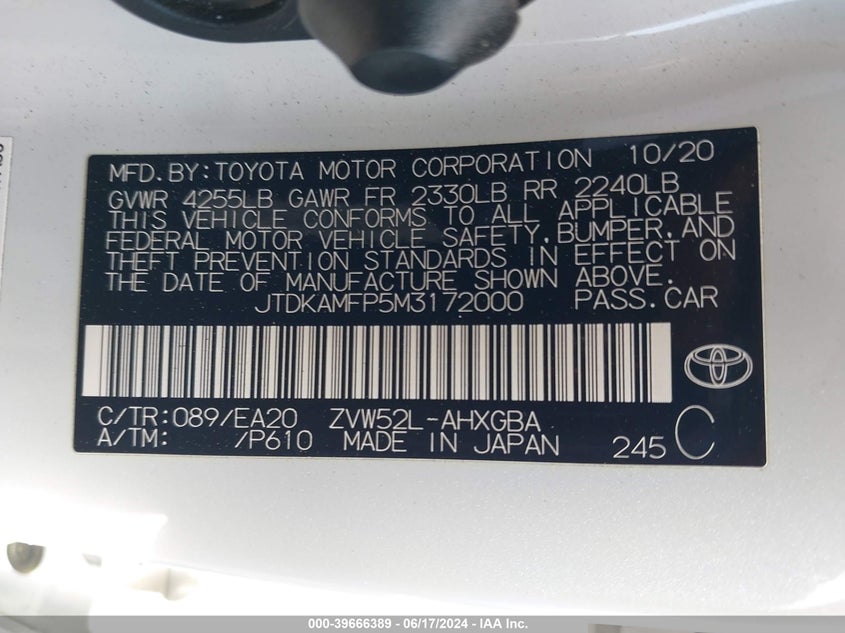 MFD.BY:TOYOTA MOTOR CORPORATION 10/20
GVWR 4255LB GAWR FR 2330LB RR 2240LB
THIS VEHICLE CONFORMS TO ALL APPLICABLE
FEDERAL MOTOR VEHICLE SAFETY,BUMPER,AND
THEFT PREVENTION STANDARDS IN EFFECT ON
THE DATE OF MANUFACTURE SHOWN ABOVE.
JTDKAMFP5M3172000 PASS.CAR
C/TR:089/EA20 ZVW52L-AHXGBA
A/TM: /P610 MADE IN JAPAN 245 C
000-39666389 - 06/17/2024 - IAA Inc.